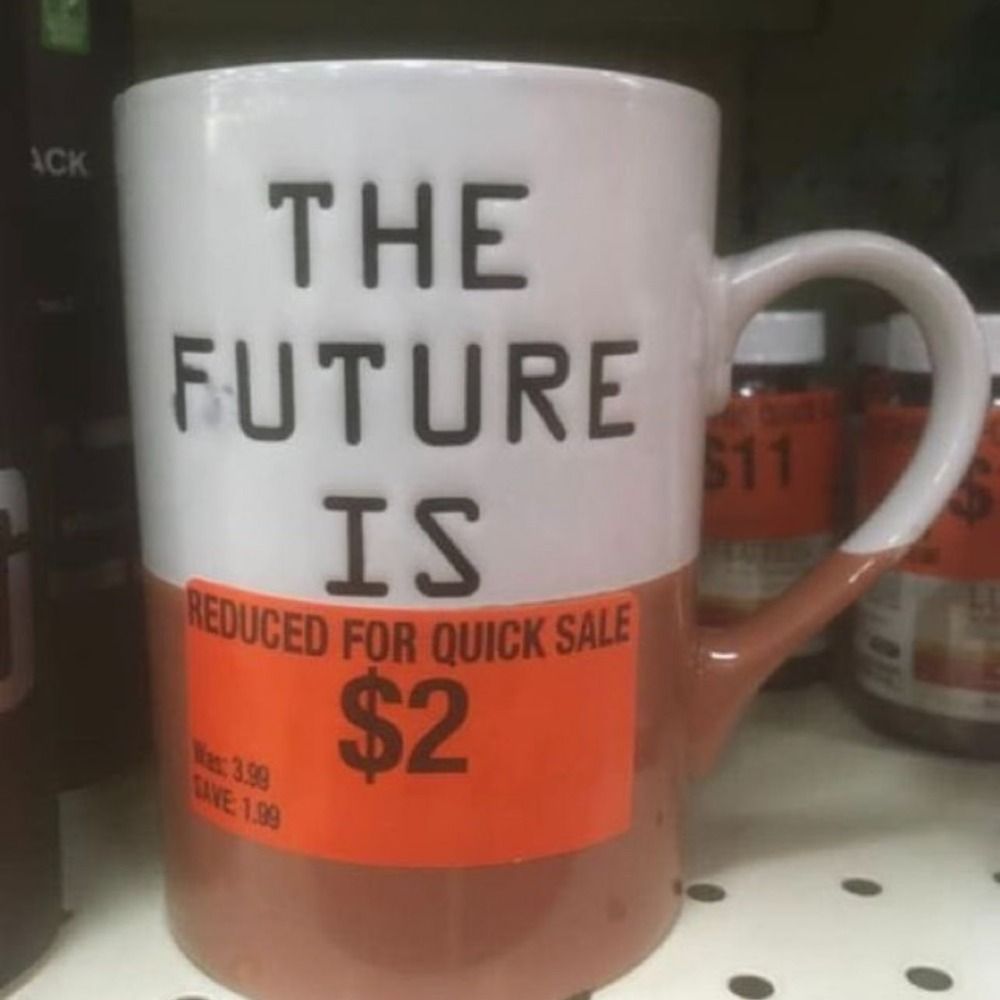 THE
FUTURE
IS
REDUCED FOR QUICK SALE
$2
Was: 3.99
SAVE: 1.99
ACK
$11
$